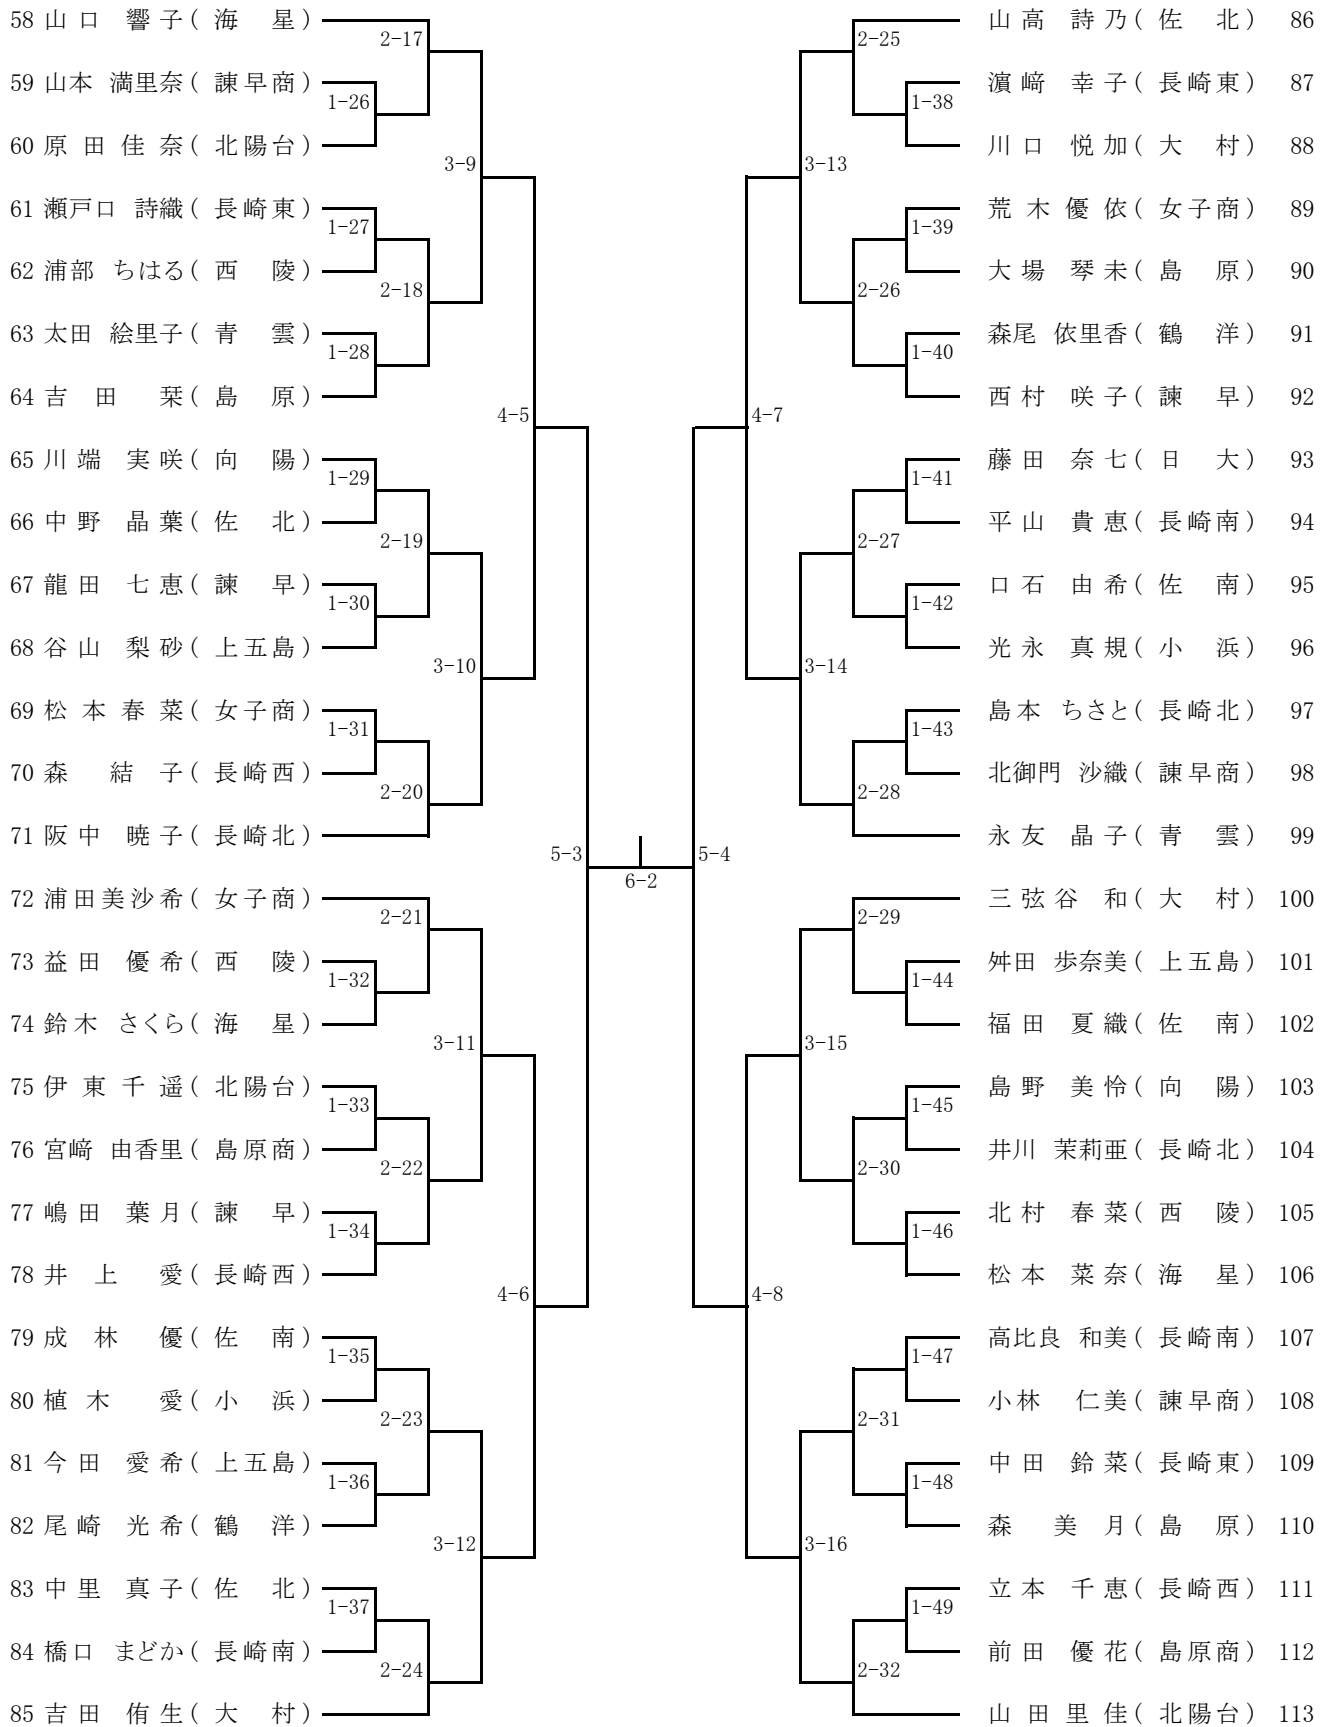 58 山口 響子( 海 星)
2-17
59 山本 満里奈( 諫早商)
1-26
60 原田佳奈( 北陽台)
3-9
61 瀬戸口 詩織( 長崎東)
1-27
62 浦部 ちはる( 西 陵)
2-18
63 太田 絵里子( 青 雲)
1-28
64 吉田 栞( 島 原)
4-5
65 川端 実咲( 向 陽)
1-29
66 中野 晶葉( 佐 北)
2-19
67 龍田 七恵( 諫 早)
1-30
68 谷山 梨砂( 上五島)
3-10
69 松本春菜( 女子商)
1-31
70 森 結子( 長崎西)
2-20
71 阪中 暁子( 長崎北)
5-3
72 浦田美沙希( 女子商)
2-21
73 益田 優希( 西 陵)
1-32
74 鈴木 さくら( 海 星)
3-11
75 伊東千遥( 北陽台)
1-33
76 宮﨑 由香里( 島原商)
2-22
77 嶋田 葉月( 諫 早)
1-34
78 井上 愛( 長崎西)
4-6
79 成林 優( 佐 南)
1-35
80 植木 愛( 小 浜)
2-23
81 今田 愛希( 上五島)
1-36
82 尾崎 光希( 鶴 洋)
3-12
83 中里 真子( 佐 北)
1-37
84 橋口 まどか( 長崎南)
2-24
85 吉田 侑生( 大 村)
6-2
山高 詩乃( 佐 北) 86
2-25
濵﨑 幸子( 長崎東) 87
1-38
川口 悦加( 大 村) 88
3-13
荒木優依( 女子商) 89
1-39
大場 琴未( 島 原) 90
2-26
森尾 依里香( 鶴 洋) 91
1-40
西村 咲子( 諫 早) 92
4-7
藤田 奈七( 日 大) 93
1-41
平山 貴恵( 長崎南) 94
2-27
口石 由希( 佐 南) 95
1-42
光永 真規( 小 浜) 96
3-14
島本 ちさと( 長崎北) 97
1-43
北御門 沙織( 諫早商) 98
2-28
永友 晶子( 青 雲) 99
5-4
三弦谷 和( 大 村) 100
2-29
舛田 歩奈美( 上五島) 101
1-44
福田 夏織( 佐 南) 102
3-15
島野 美怜( 向 陽) 103
1-45
井川 茉莉亜( 長崎北) 104
2-30
北村 春菜( 西 陵) 105
1-46
松本 菜奈( 海 星) 106
4-8
高比良 和美( 長崎南) 107
1-47
小林 仁美( 諫早商) 108
2-31
中田 鈴菜( 長崎東) 109
1-48
森 美月( 島 原) 110
3-16
立本 千恵( 長崎西) 111
1-49
前田 優花( 島原商) 112
2-32
山田里佳( 北陽台) 113